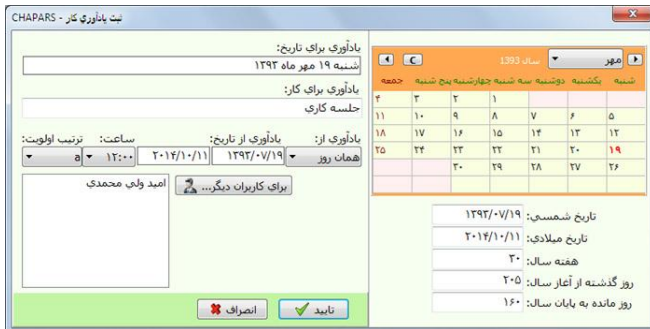 ثبت يادآوري كار - CHAPARS
مهر
سال 1393
C
شنبه يكشنبه دوشنبه سه شنبه چهارشنبه پنج شنبه جمعه
۱ ۲ ۳ ۴
۵ ۶ ۷ ۸ ۹ ۱۰ ۱۱
۱۲ ۱۳ ۱۴ ۱۵ ۱۶ ۱۷ ۱۸
۱۹ ۲۰ ۲۱ ۲۲ ۲۳ ۲۴ ۲۵
۲۶ ۲۷ ۲۸ ۲۹ ۳۰
تاريخ شمسي: ۱۳۹۳/۰۷/۱۹
تاريخ ميلادي: ۲۰۱۴/۱۰/۱۱
هفته سال: ۳۰
روز گذشته از آغاز سال: ۲۰۵
روز مانده به پايان سال: ۱۶۰
يادآوري براي تاريخ:
شنبه ۱۹ مهر ماه ۱۳۹۳
يادآوري براي كار:
جلسه كاري
يادآوري از: يادآوري از تاريخ: ساعت: ترتيب اولويت:
همان روز ۱۳۹۳/۰۷/۱۹ ۲۰۱۴/۱۰/۱۱ ۱۲:۰۰ a
براي كاربران ديگر...
اميد ولي محمدي
تاييد
انصراف